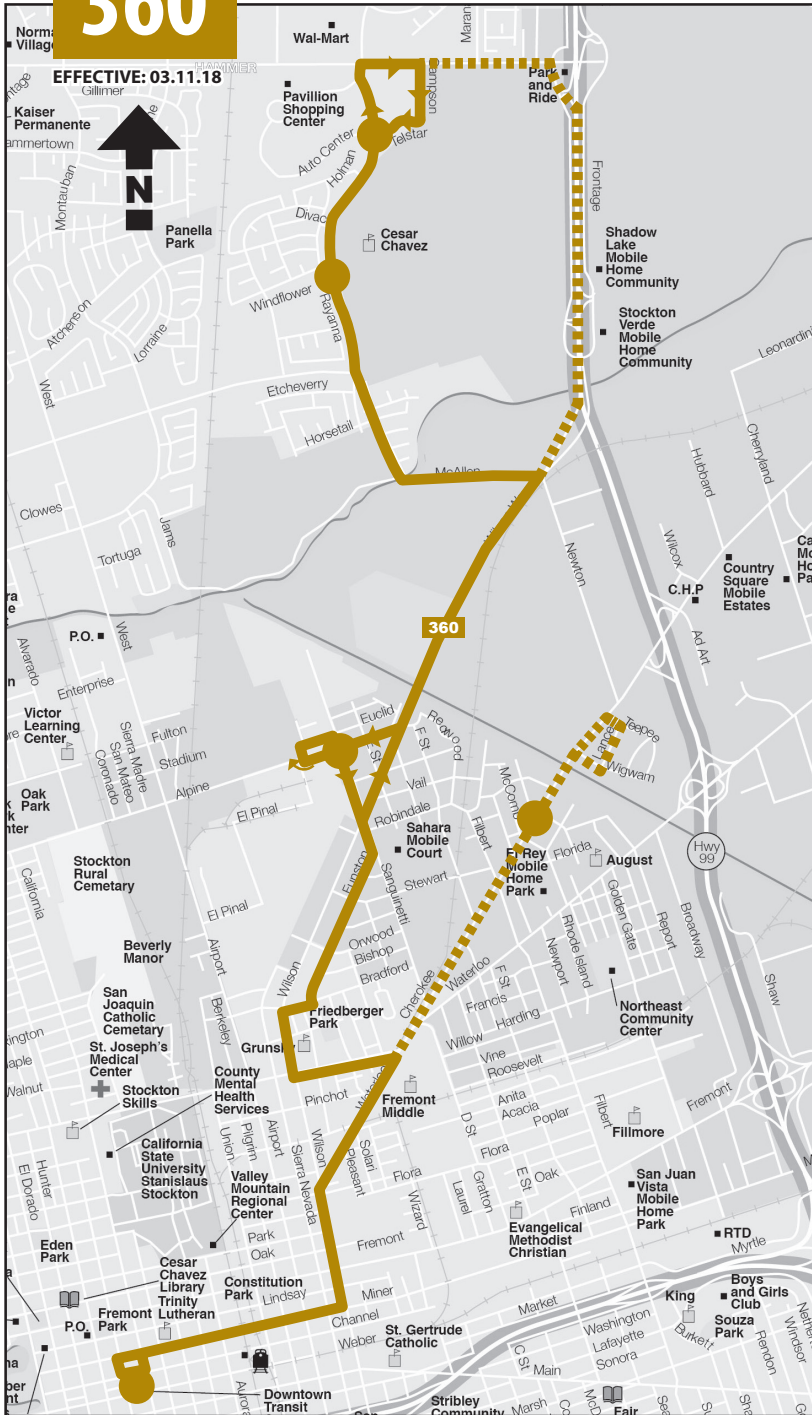 360
EFFECTIVE: 03.11.18
Village
HAMMER
Gillimer
Kaiser
Permanente
Montauban
Panella
Park
Atchenson
Lorraine
West
Wal-Mart
Pavillion
Shopping
Center
Auto Center
Telstar
Holman
Divac
Cesar
Chavez
Windflower
Rayanna
Etcheverry
Horsetail
McAllen
Park
and
Ride
Frontage
Shadow
Lake
Mobile
Home
Community
Stockton
Verde
Mobile
Home
Community
Cherryland
Hubbard
Wilcox
Newton
C.H.P
Country
Square
Mobile
Estates
Ad Art
Clowes
Jams
Tortuga
P.O.
West
Alvarado
Enterprise
360
Victor
Learning
Center
Sierra Madre
San Mateo
Coronado
Fulton
Stadium
Alpine
El Pinal
Oak
Park
Euclid
F St
Redwood
Vail
Robindale
Teepee
Lance
Wigwam
McComb
Filbert
Sahara
Mobile
Court
Funston
Sanguinetti
Stewart
El Rey
Mobile
Home
Park
Florida
August
Hwy
99
Stockton
Rural
Cemetary
California
El Pinal
Orwood
Bishop
Bradford
Cherokee
Waterloo
Rhode Island
Newport
Golden Gate
Report
Broadway
Shaw
Beverly
Manor
Airport
Berkeley
Wilson
San
Joaquin
Catholic
Cemetary
Friedberger
Park
Grunsky
F St
Francis
Harding
Willow
Vine
Roosevelt
Northeast
Community
Center
St. Joseph's
Medical
Center
Walnut
Stockton
Skills
County
Mental
Health
Services
Pinchot
Waterloo
Fremont
Middle
Anita
Acacia
Poplar
Filbert
Fremont
Fillmore
California
State
University
Stanislaus
Stockton
Union
Pilgrim
Airport
Sierra Nevada
Wilson
Pleasant
Solari
Flora
D St
Flora
Laurel
Gratton
E St
Oak
Finland
Wizard
Hunter
El Dorado
Valley
Mountain
Regional
Center
Park
Oak
Fremont
Evangelical
Methodist
Christian
San Juan
Vista
Mobile
Home
Park
RTD
Myrtle
Eden
Park
Cesar
Chavez
Library
Trinity
Lutheran
Constitution
Park
Lindsay
Miner
Channel
Weber
Market
P.O.
Fremont
Park
St. Gertrude
Catholic
C St
Main
Washington
Lafayette
Sonora
King
Burkett
Boys
and Girls
Club
Souza
Park
Rendon
Windsor
Aurora
Downtown
Transit
Stribley
Community
Marsh
Fair